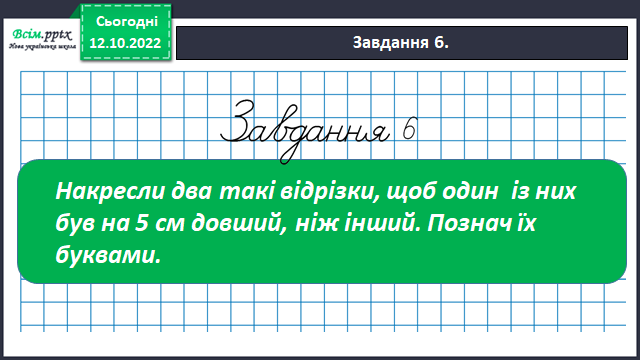 Всім.pptx
Нова українська школа
Сьогодні
12.10.2022
Завдання 6.
Завдання 6
Накресли два такі відрізки, щоб один із них
був на 5 см довший, ніж інший. Познач їх
буквами.